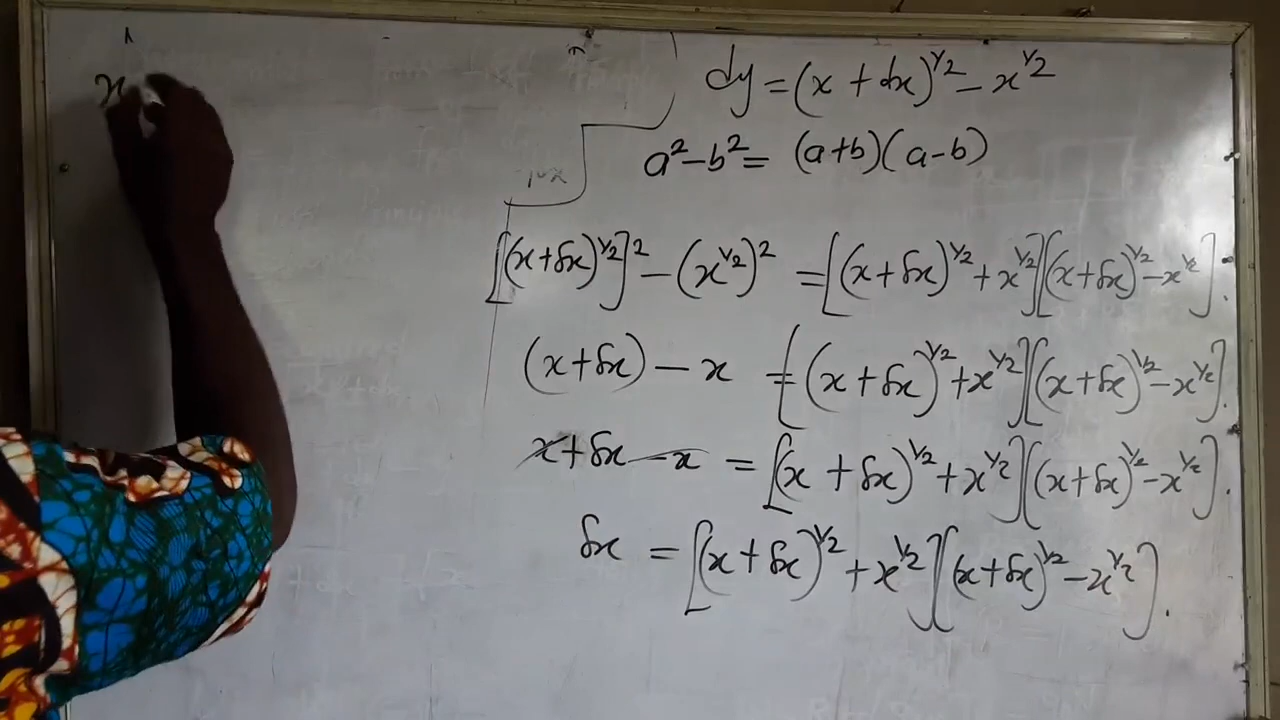 x
dy = (x + dx)^½ - x^½
a² - b² = (a+b)(a-b)
[(x+δx)^½]² - (x^½)² = [(x+δx)^½ + x^½][(x+δx)^½ - x^½].
(x+δx) - x = [(x+δx)^½ + x^½][(x+δx)^½ - x^½].
x+δx - x = [(x+δx)^½ + x^½][(x+δx)^½ - x^½].
δx = [(x+δx)^½ + x^½][(x+δx)^½ - x^½].